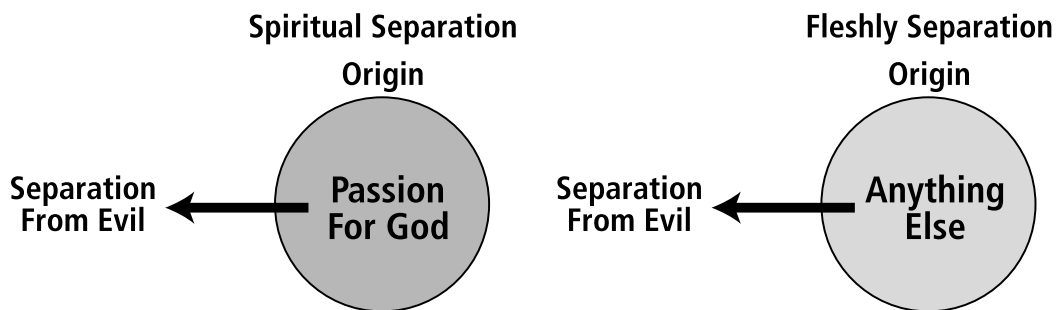 Spiritual Separation
Origin
Separation
From Evil
Passion
For God
Fleshly Separation
Origin
Separation
From Evil
Anything
Else